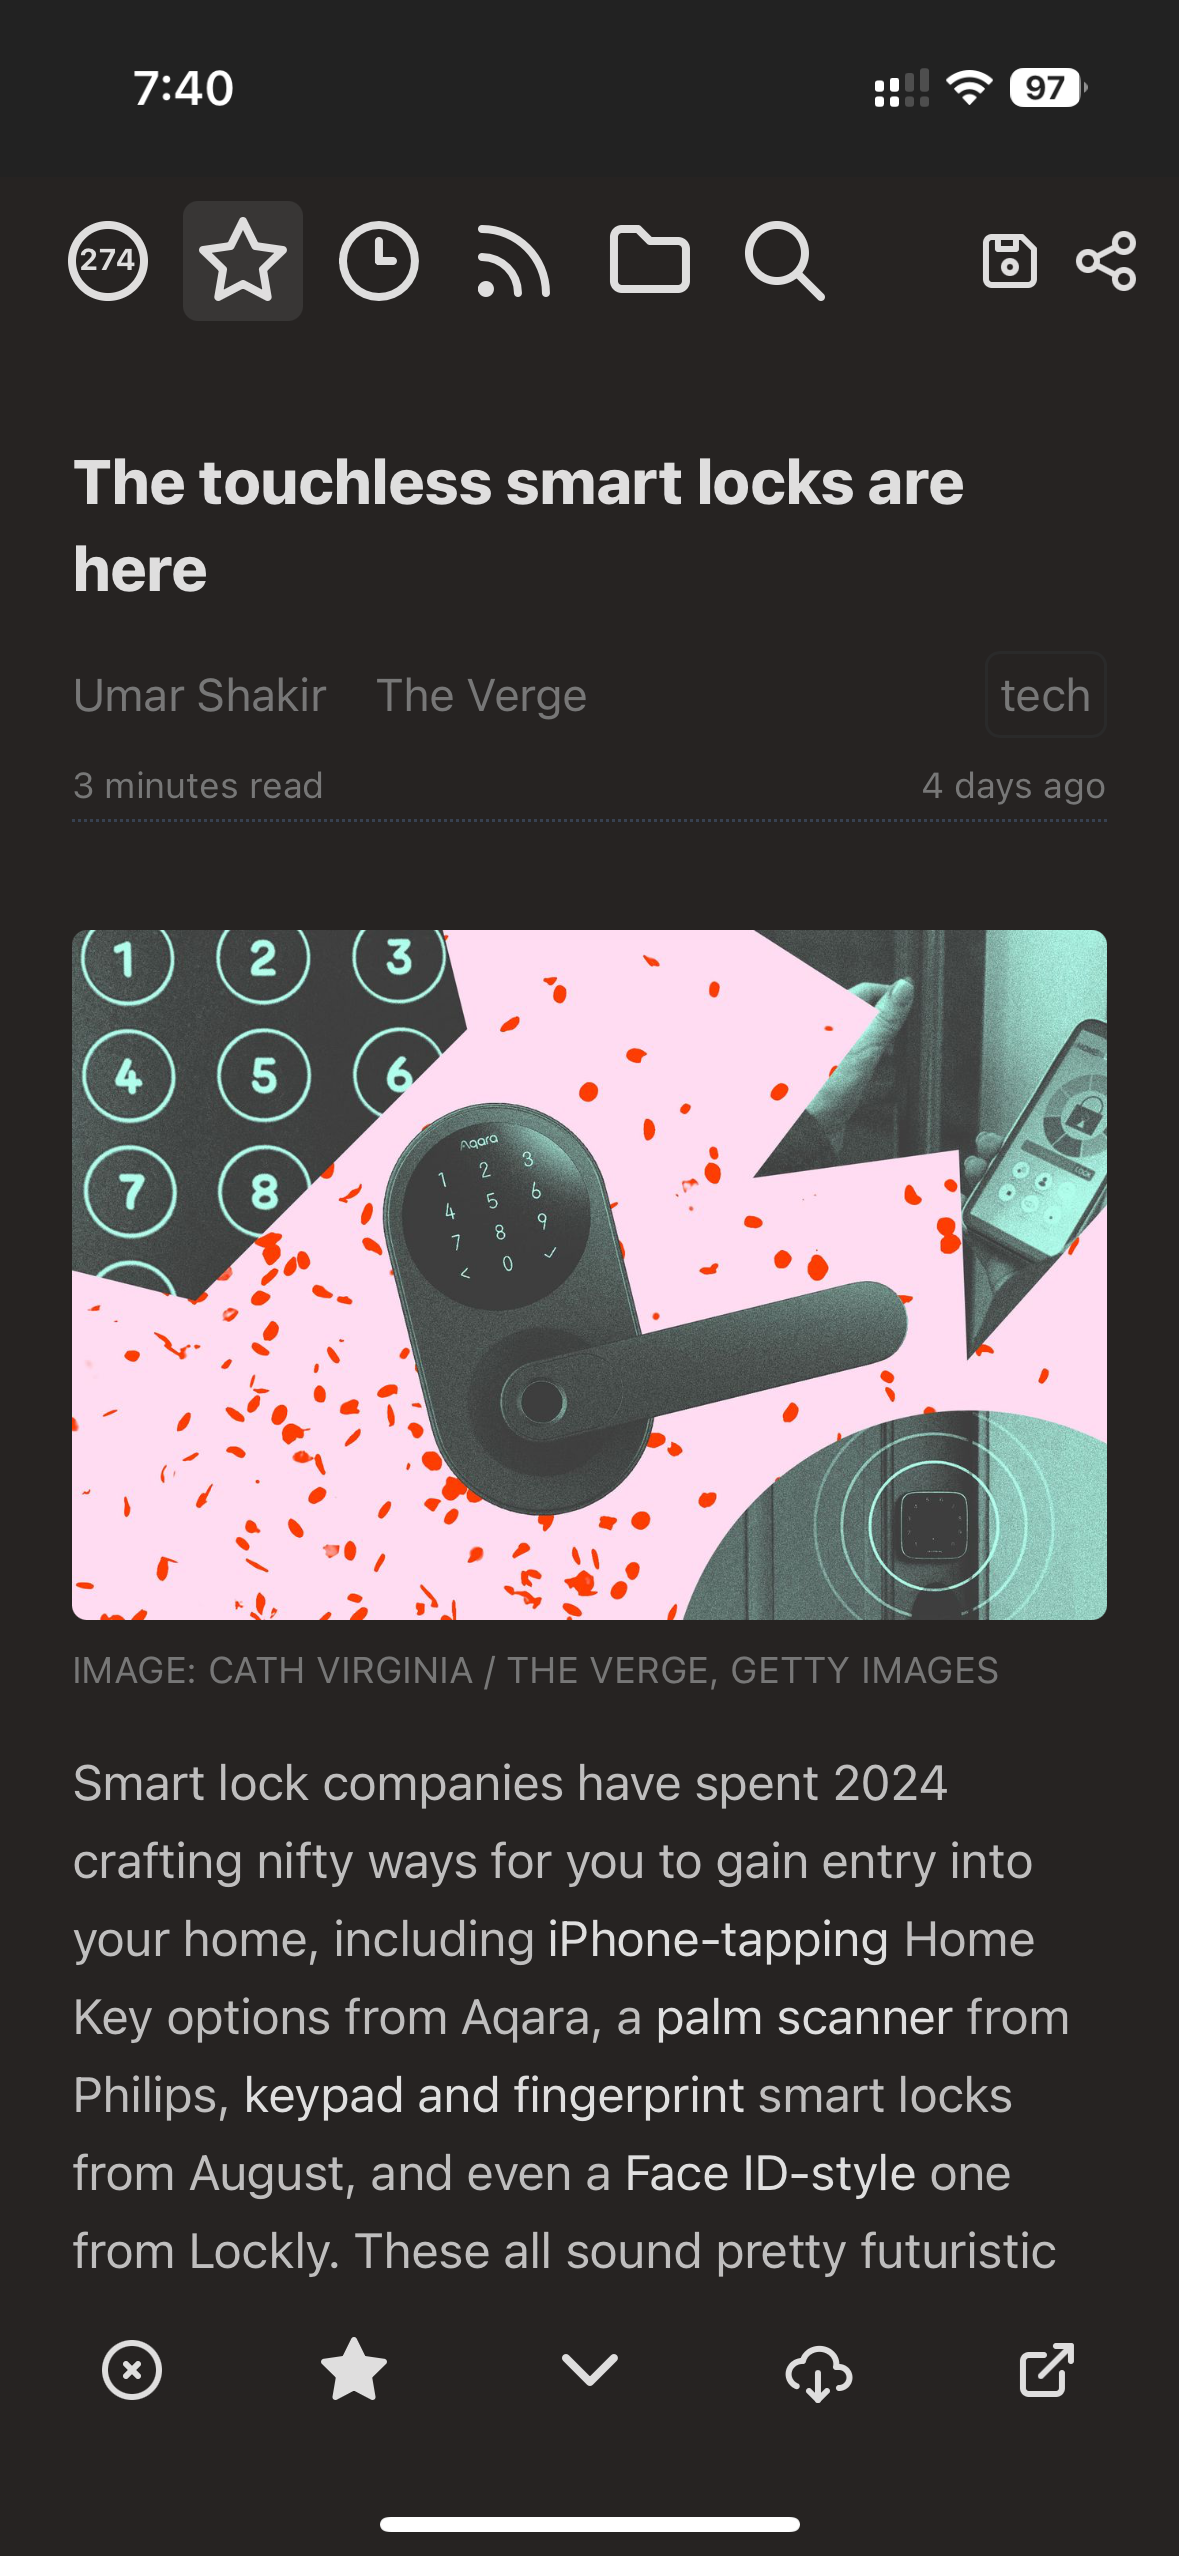 7:40
97
274
The touchless smart locks are
here
Umar Shakir The Verge tech
3 minutes read 4 days ago
1 2 3
4 5 6
7 8
Aqara
1 2 3
4 5 6
7 8 9
< 0 ✓
LOCK
IMAGE: CATH VIRGINIA / THE VERGE, GETTY IMAGES
Smart lock companies have spent 2024
crafting nifty ways for you to gain entry into
your home, including iPhone-tapping Home
Key options from Aqara, a palm scanner from
Philips, keypad and fingerprint smart locks
from August, and even a Face ID-style one
from Lockly. These all sound pretty futuristic